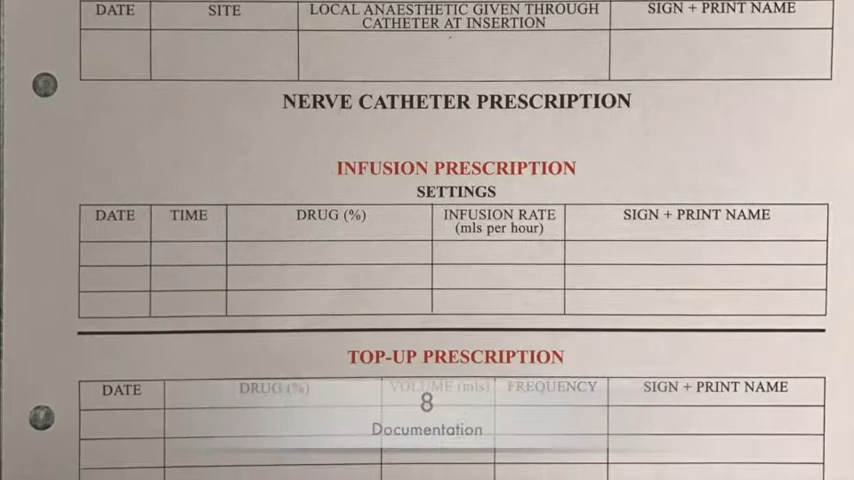 DATE SITE LOCAL ANAESTHETIC GIVEN THROUGH CATHETER AT INSERTION SIGN + PRINT NAME
NERVE CATHETER PRESCRIPTION
INFUSION PRESCRIPTION
SETTINGS
DATE TIME DRUG (%) INFUSION RATE (mls per hour) SIGN + PRINT NAME
TOP-UP PRESCRIPTION
DATE DRUG (%) VOLUME (mls) FREQUENCY SIGN + PRINT NAME
8
Documentation